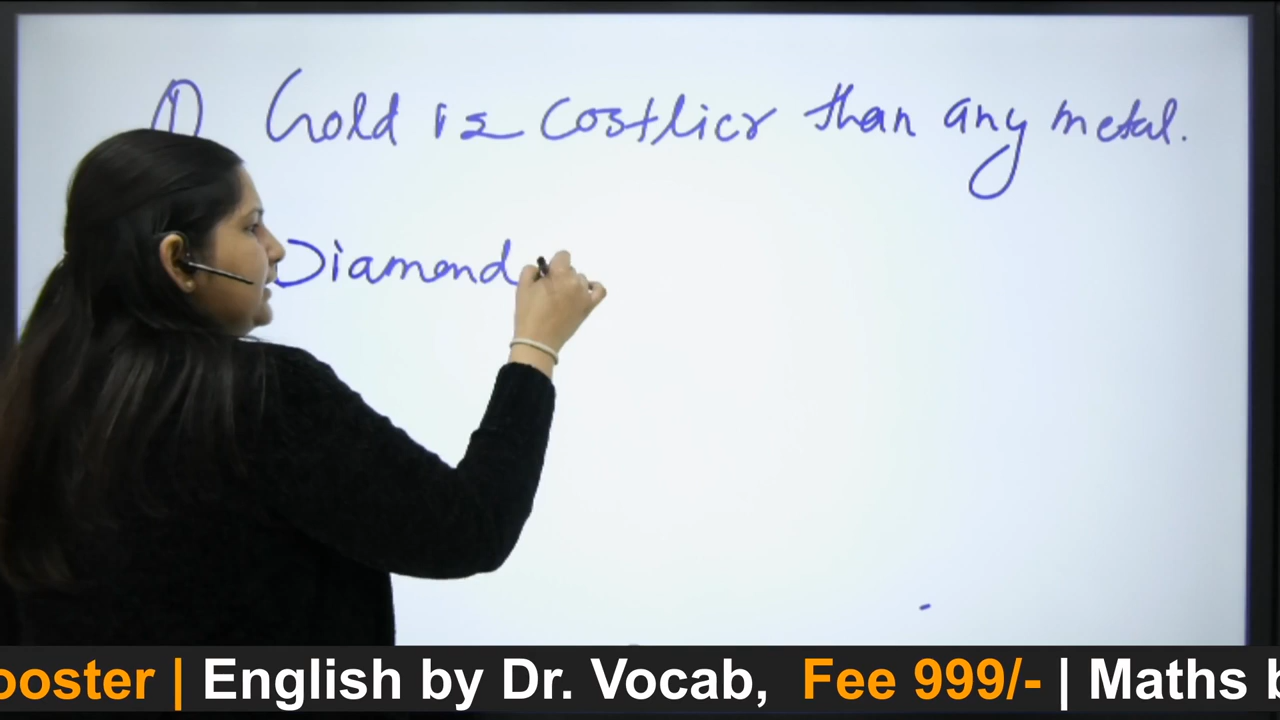 ① Gold is costlier than any metal.
Diamond
ooster | English by Dr. Vocab, Fee 999/- | Maths b